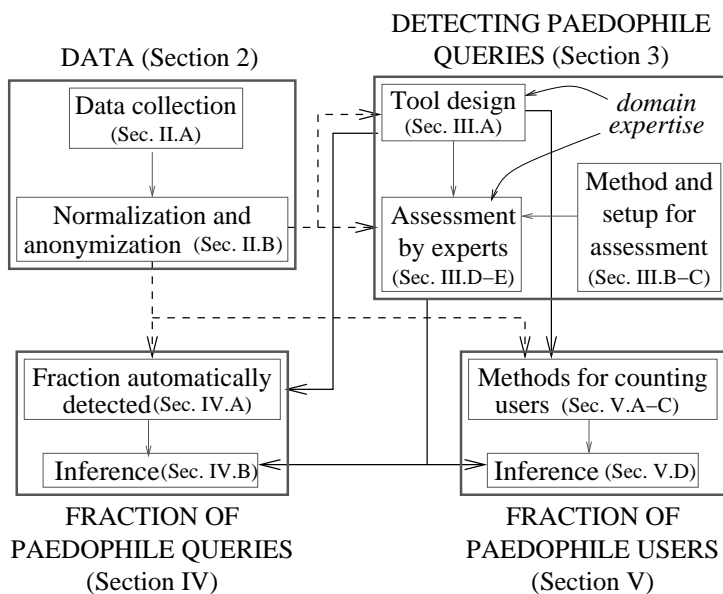 DATA (Section 2)
Data collection
(Sec. II.A)
Normalization and
anonymization (Sec. II.B)
DETECTING PAEDOPHILE
QUERIES (Section 3)
Tool design
(Sec. III.A)
domain
expertise
Assessment
by experts
(Sec. III.D–E)
Method and
setup for
assessment
(Sec. III.B–C)
Fraction automatically
detected(Sec. IV.A)
Inference(Sec. IV.B)
FRACTION OF
PAEDOPHILE QUERIES
(Section IV)
Methods for counting
users (Sec. V.A–C)
Inference (Sec. V.D)
FRACTION OF
PAEDOPHILE USERS
(Section V)